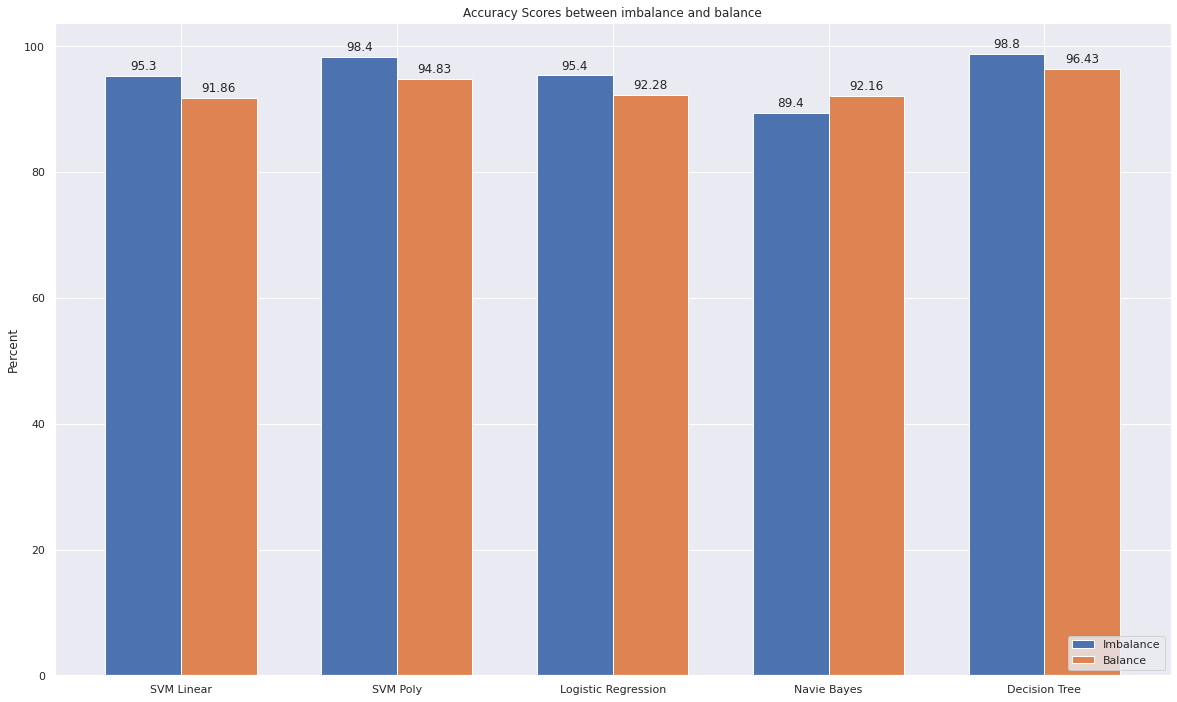 Accuracy Scores between imbalance and balance
Percent
100
80
60
40
20
0
95.3
91.86
98.4
94.83
95.4
92.28
89.4
92.16
98.8
96.43
SVM Linear
SVM Poly
Logistic Regression
Navie Bayes
Decision Tree
Imbalance
Balance